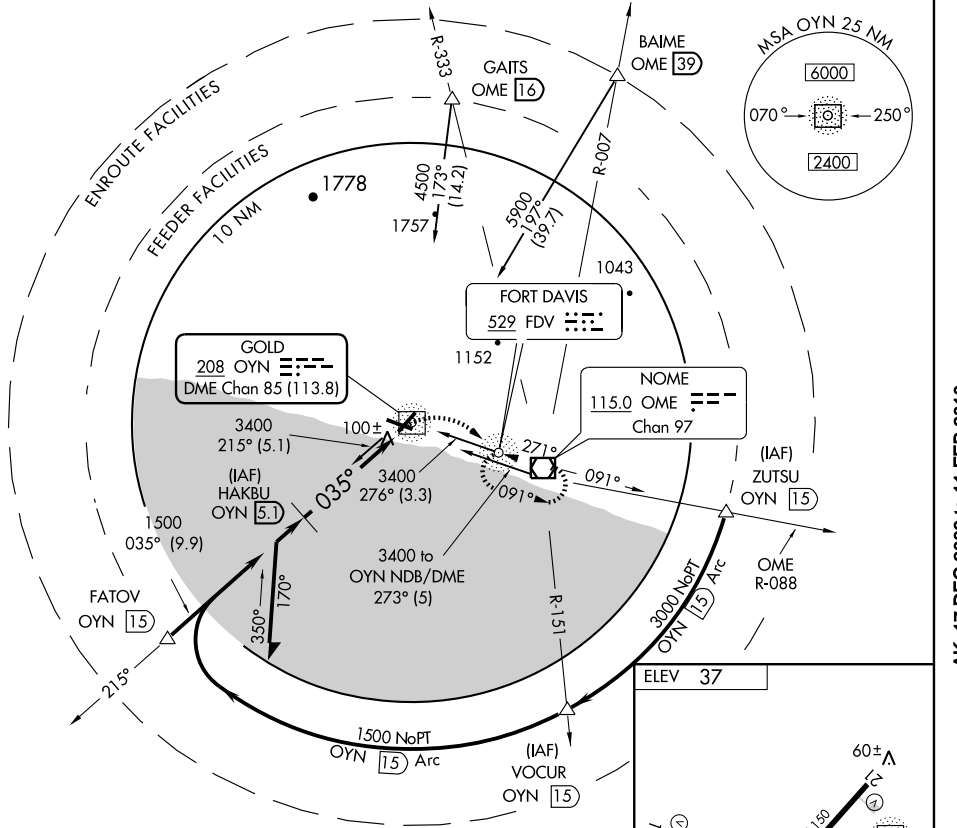 MSA OYN 25 NM
6000
070°
250°
2400
ENROUTE FACILITIES
FEEDER FACILITIES
10 NM
R-333
GAITS
OME 16
BAIME
OME 39
R-007
1778
4500
173°
(14.2)
1757
5900
197°
(39.7)
1043
FORT DAVIS
529 FDV
1152
GOLD
208 OYN
DME Chan 85 (113.8)
NOME
115.0 OME
Chan 97
3400
215° (5.1)
100±
3400
276° (3.3)
271°
091°
091°
(IAF)
HAKBU
OYN 5.1
035°
(IAF)
ZUTSU
OYN 15
1500
035° (9.9)
3400 to
OYN NDB/DME
273° (5)
OME
R-088
FATOV
OYN 15
350°
170°
R-151
3000 NoPT
OYN 15 Arc
215°
1500 NoPT
OYN 15 Arc
(IAF)
VOCUR
OYN 15
ELEV 37
60±
21
V
150
V